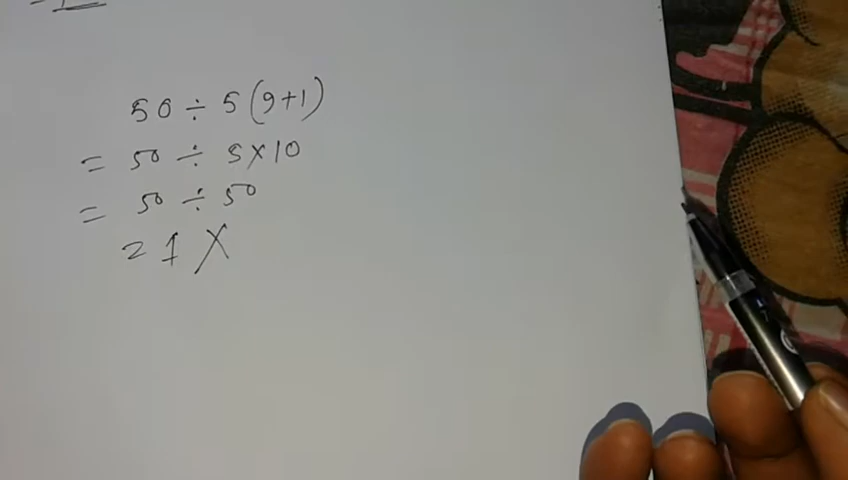 50 ÷ 5(9+1)
= 50 ÷ 5×10
= 50 ÷ 50
= 1 X